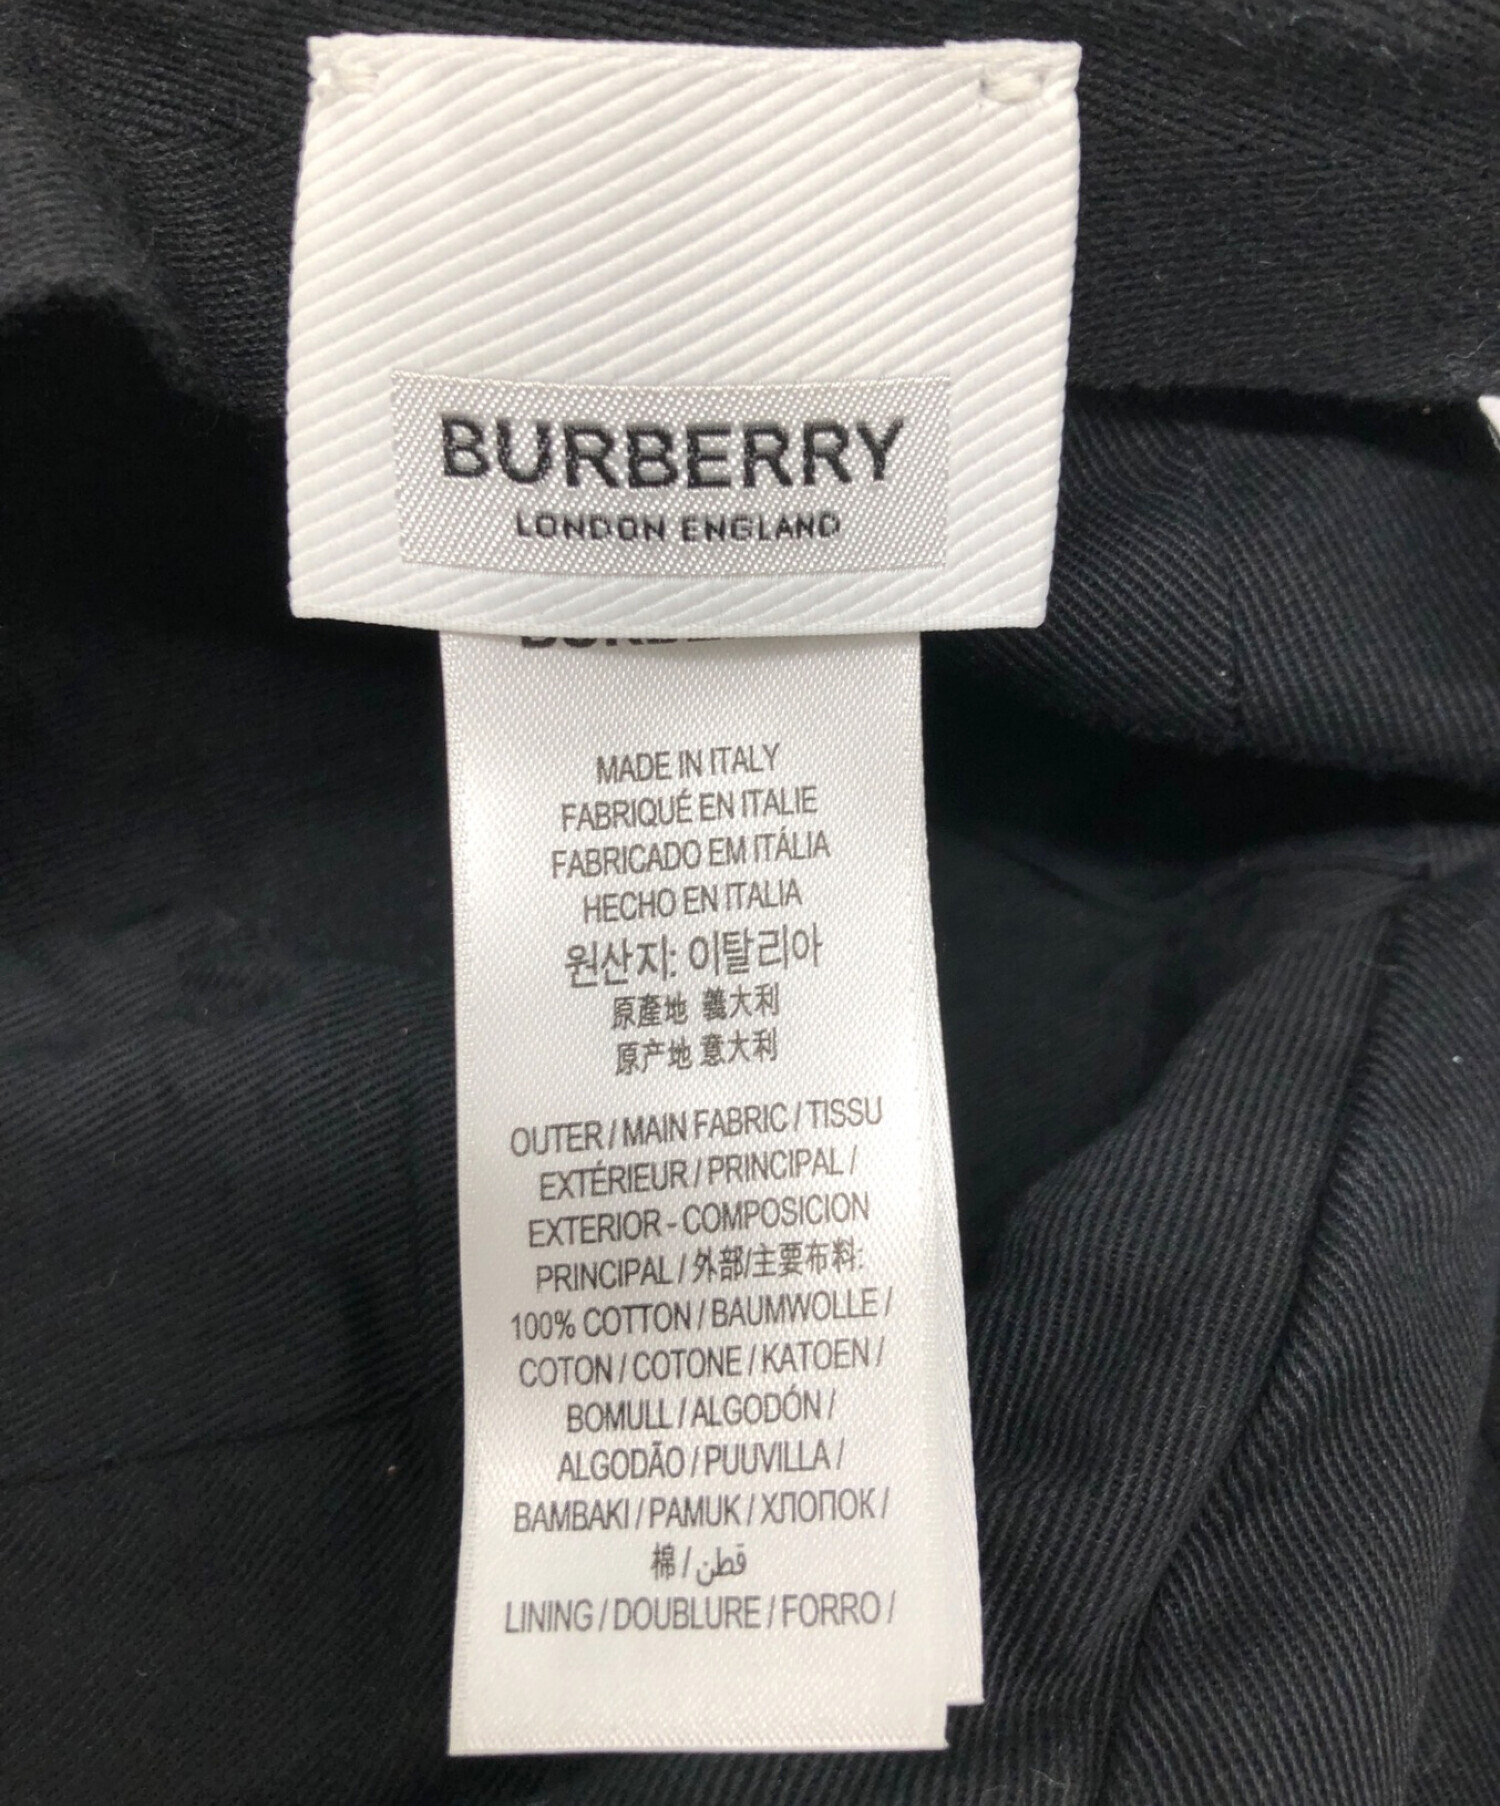 BURBERRY
LONDON ENGLAND
MADE IN ITALY
FABRIQUÉ EN ITALIE
FABRICADO EM ITÁLIA
HECHO EN ITALIA
원산지: 이탈리아
原產地 義大利
原产地 意大利
OUTER / MAIN FABRIC / TISSU
EXTÉRIEUR / PRINCIPAL /
EXTERIOR - COMPOSICION
PRINCIPAL / 外部/主要布料:
100% COTTON / BAUMWOLLE /
COTON / COTONE / KATOEN /
BOMULL / ALGODÓN /
ALGODÃO / PUUVILLA /
BAMBAKI / PAMUK / ХЛОПОК /
棉 / قطن
LINING / DOUBLURE / FORRO /